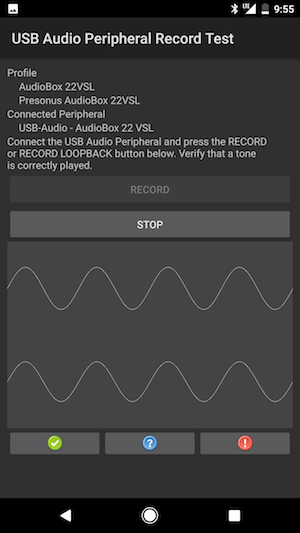 LTE 9:55
USB Audio Peripheral Record Test
Profile
AudioBox 22VSL
Presonus AudioBox 22VSL
Connected Peripheral
USB-Audio - AudioBox 22 VSL
Connect the USB Audio Peripheral and press the RECORD
or RECORD LOOPBACK button below. Verify that a tone
is correctly played.
RECORD
STOP